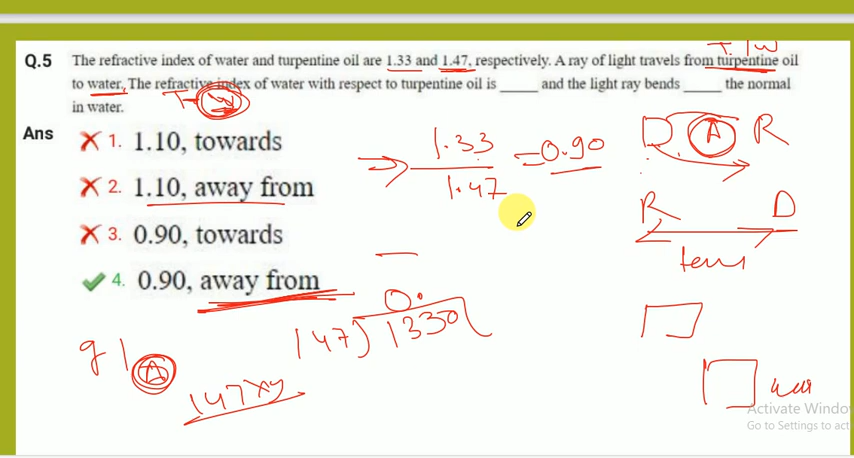 T. IW
Q.5 The refractive index of water and turpentine oil are 1.33 and 1.47, respectively. A ray of light travels from turpentine oil
to water. The refractive index of water with respect to turpentine oil is _____ and the light ray bends _____ the normal
in water.
T
Ans
1. 1.10, towards
2. 1.10, away from
3. 0.90, towards
4. 0.90, away from
1.33
1.47
=0.90
D A R
R D
0.
147) 1330
A
147xy
Activate Windo
Go to Settings to act